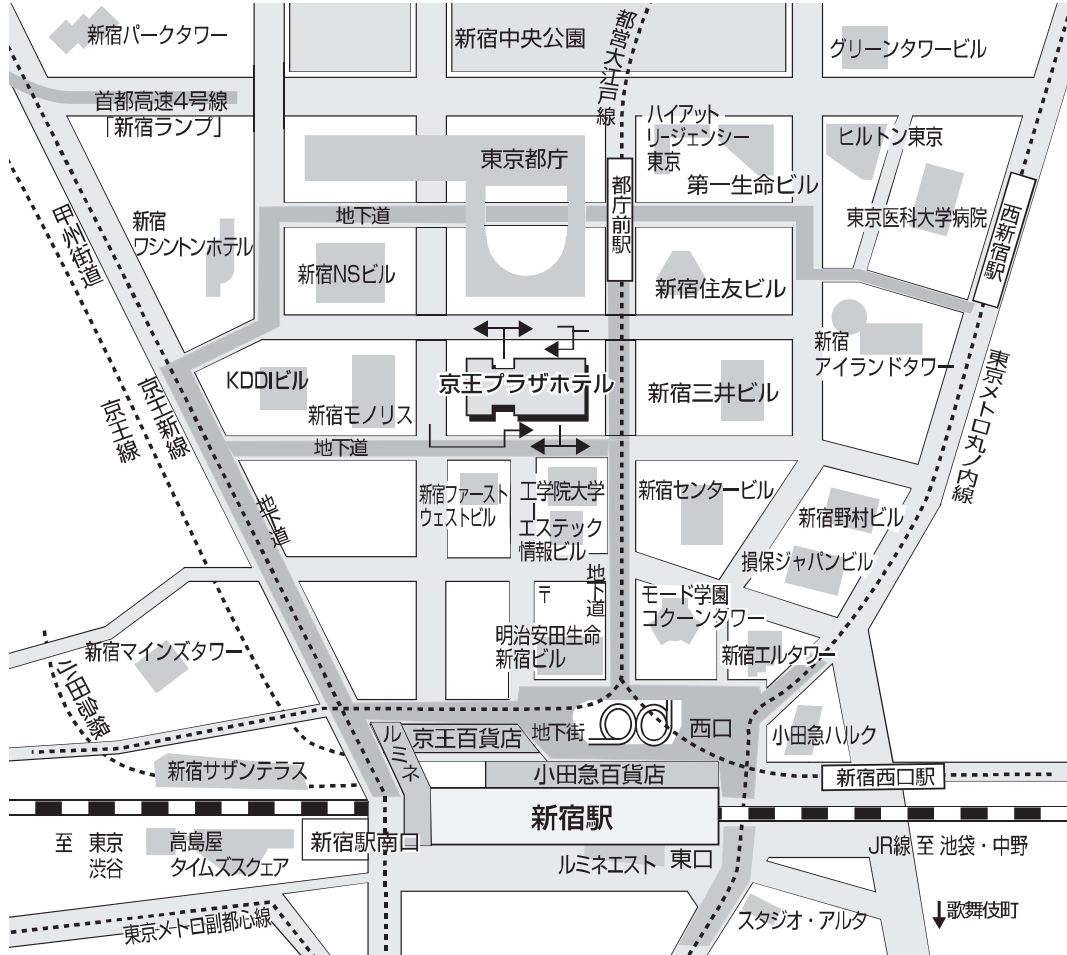 新宿パークタワー
新宿中央公園
都営大江戸線
グリーンタワービル
首都高速4号線
「新宿ランプ」
ハイアット
リージェンシー
東京
ヒルトン東京
東京都庁
第一生命ビル
都庁前駅
東京医科大学病院
西新宿駅
甲州街道
新宿
ワシントンホテル
地下道
新宿NSビル
新宿住友ビル
新宿
アイランドタワー
KDDIビル
新宿モノリス
京王プラザホテル
新宿三井ビル
東京メトロ丸ノ内線
京王新線
京王線
地下道
地下道
新宿ファースト
ウェストビル
工学院大学
エステック
情報ビル
新宿センタービル
新宿野村ビル
損保ジャパンビル
地下道
〒
モード学園
コクーンタワー
明治安田生命
新宿ビル
新宿エルタワー
新宿マインズタワー
小田急線
ルミネ
京王百貨店
地下街
西口
小田急ハルク
新宿サザンテラス
小田急百貨店
新宿西口駅
新宿駅
至 東京
渋谷
高島屋
タイムズスクェア
新宿駅南口
ルミネエスト
東口
JR線 至 池袋・中野
東京メトロ副都心線
スタジオ・アルタ
歌舞伎町